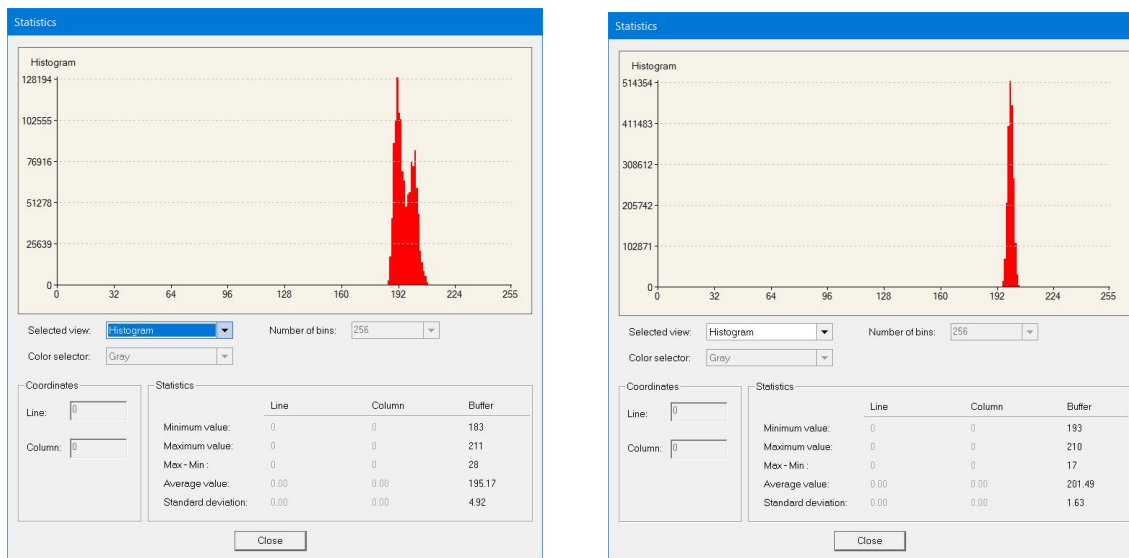 Statistics
Histogram
128194
102555
76916
51278
25639
0
0 32 64 96 128 160 192 224 255
Selected view: Histogram Number of bins: 256
Color selector: Gray
Coordinates
Line: 0
Column: 0
Statistics
Line Column Buffer
Minimum value: 0 0 183
Maximum value: 0 0 211
Max - Min : 0 0 28
Average value: 0.00 0.00 195.17
Standard deviation: 0.00 0.00 4.92
Close
Statistics
Histogram
514354
411483
308612
205742
102871
0
0 32 64 96 128 160 192 224 255
Selected view: Histogram Number of bins: 256
Color selector: Gray
Coordinates
Line: 0
Column: 0
Statistics
Line Column Buffer
Minimum value: 0 0 193
Maximum value: 0 0 210
Max - Min : 0 0 17
Average value: 0.00 0.00 201.49
Standard deviation: 0.00 0.00 1.63
Close